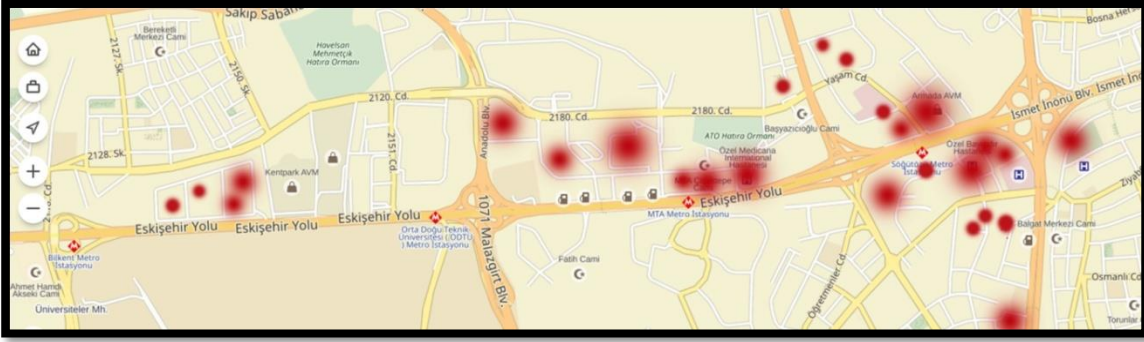 Sakıp Saban
Bosna Her
Bereketli
Merkezi Cami
Havelsan
Mehmetçik
Hatıra Ormanı
2127. Sk.
2150. Sk.
Yaşam Cd.
Armada AVM
İsmet İnönü Blv.
İsmet İnö
2120. Cd.
2180. Cd.
2180. Cd.
Anadolu Blv.
ATO Hatıra Ormanı
Başyazıcıoğlu Cami
2128. Sk.
2151. Cd.
Kentpark AVM
Özel Medicana
International
Hastanesi
Söğütözü Metro
Ziyab
Eskişehir Yolu
Eskişehir Yolu
Eskişehir Yolu
Eskişehir Yolu
MTA Metro İstasyonu
Orta Doğu Teknik
Üniversitesi (ODTÜ
) Metro İstasyonu
1071 Malazgirt Blv.
Balgat Merkezi Cami
Bilkent Metro
İstasyonu
Fatih Cami
Öğretmenler Cd.
Osmanlı Cd.
Ahmet Hamdi
Akseki Cami
Üniversiteler Mh.
Torunlar